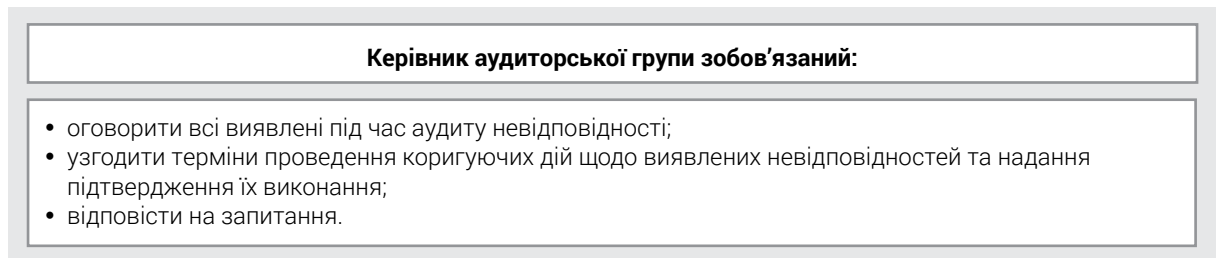 Керівник аудиторської групи зобов’язаний:
• оговорити всі виявлені під час аудиту невідповідності;
• узгодити терміни проведення коригуючих дій щодо виявлених невідповідностей та надання
підтвердження їх виконання;
• відповісти на запитання.